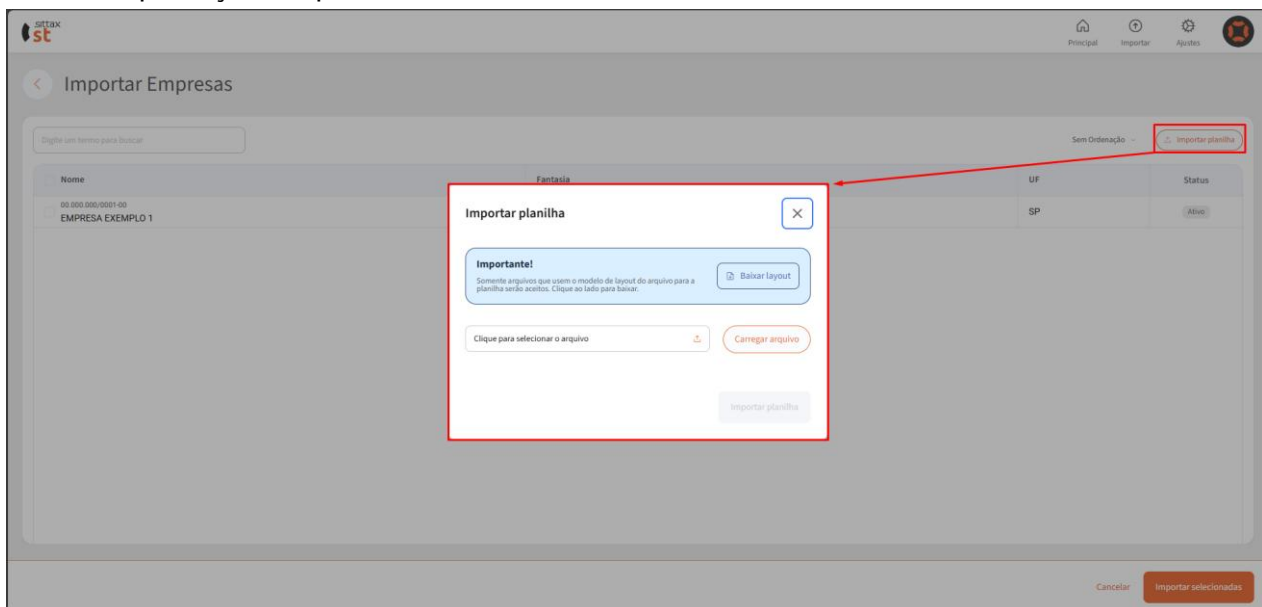 sittax
st
Principal
Importar
Ajustes
Importar Empresas
Digite um termo para buscar
Sem Ordenação
Importar planilha
Nome
Fantasia
UF
Status
00.000.000/0001-00
EMPRESA EXEMPLO 1
SP
Ativo
Importar planilha
Importante!
Somente arquivos que usem o modelo de layout do arquivo para a
planilha serão aceitos. Clique ao lado para baixar.
Baixar layout
Clique para selecionar o arquivo
Carregar arquivo
Importar planilha
Cancelar
Importar selecionadas